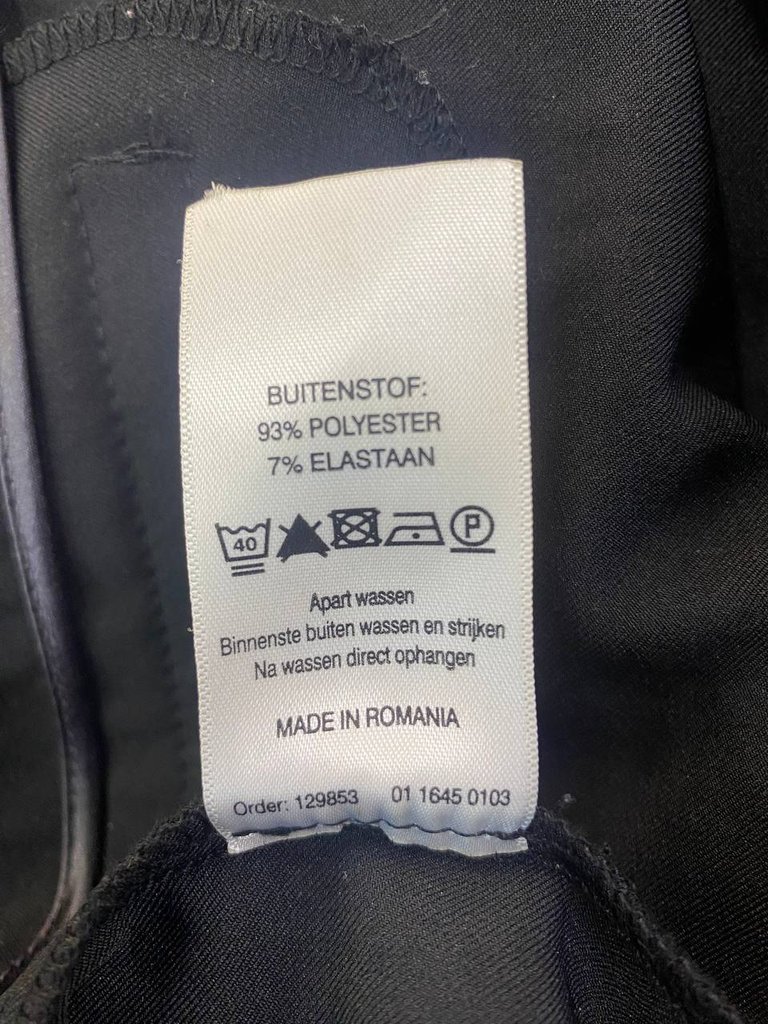 BUITENSTOF:
93% POLYESTER
7% ELASTAAN
40 P
Apart wassen
Binnenste buiten wassen en strijken
Na wassen direct ophangen
MADE IN ROMANIA
Order: 129853 01 1645 0103